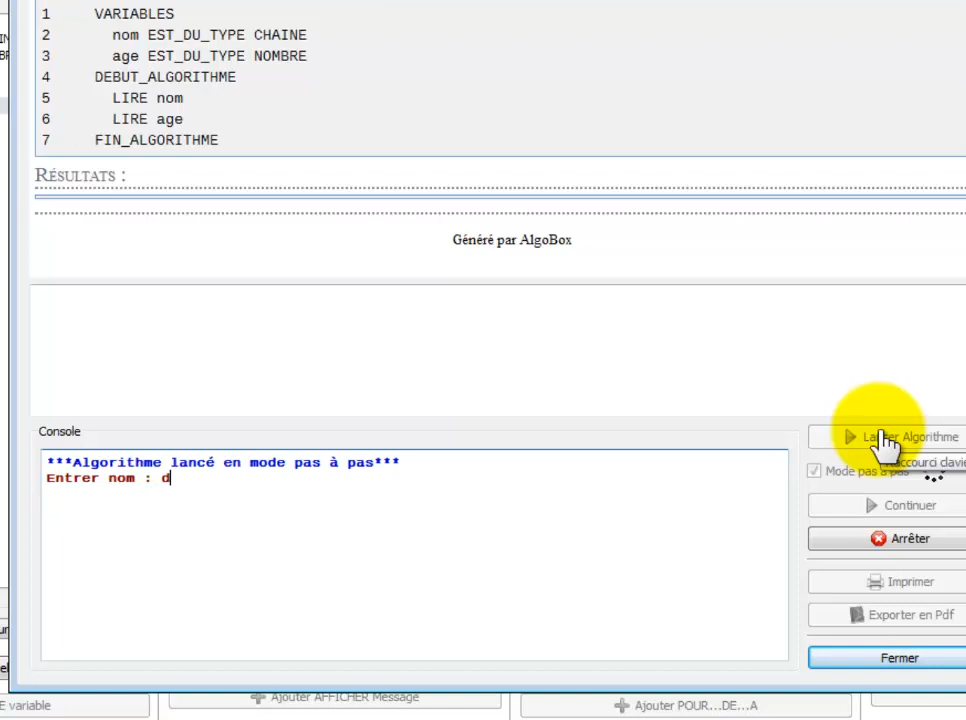 1 VARIABLES
2 nom EST_DU_TYPE CHAINE
3 age EST_DU_TYPE NOMBRE
4 DEBUT_ALGORITHME
5 LIRE nom
6 LIRE age
7 FIN_ALGORITHME
RÉSULTATS :
Généré par AlgoBox
Console
***Algorithme lancé en mode pas à pas***
Entrer nom : d
Lancer Algorithme
Mode pas à pas
Continuer
Arrêter
Imprimer
Exporter en Pdf
Fermer
E variable
Ajouter AFFICHER Message
Ajouter POUR...DE...A